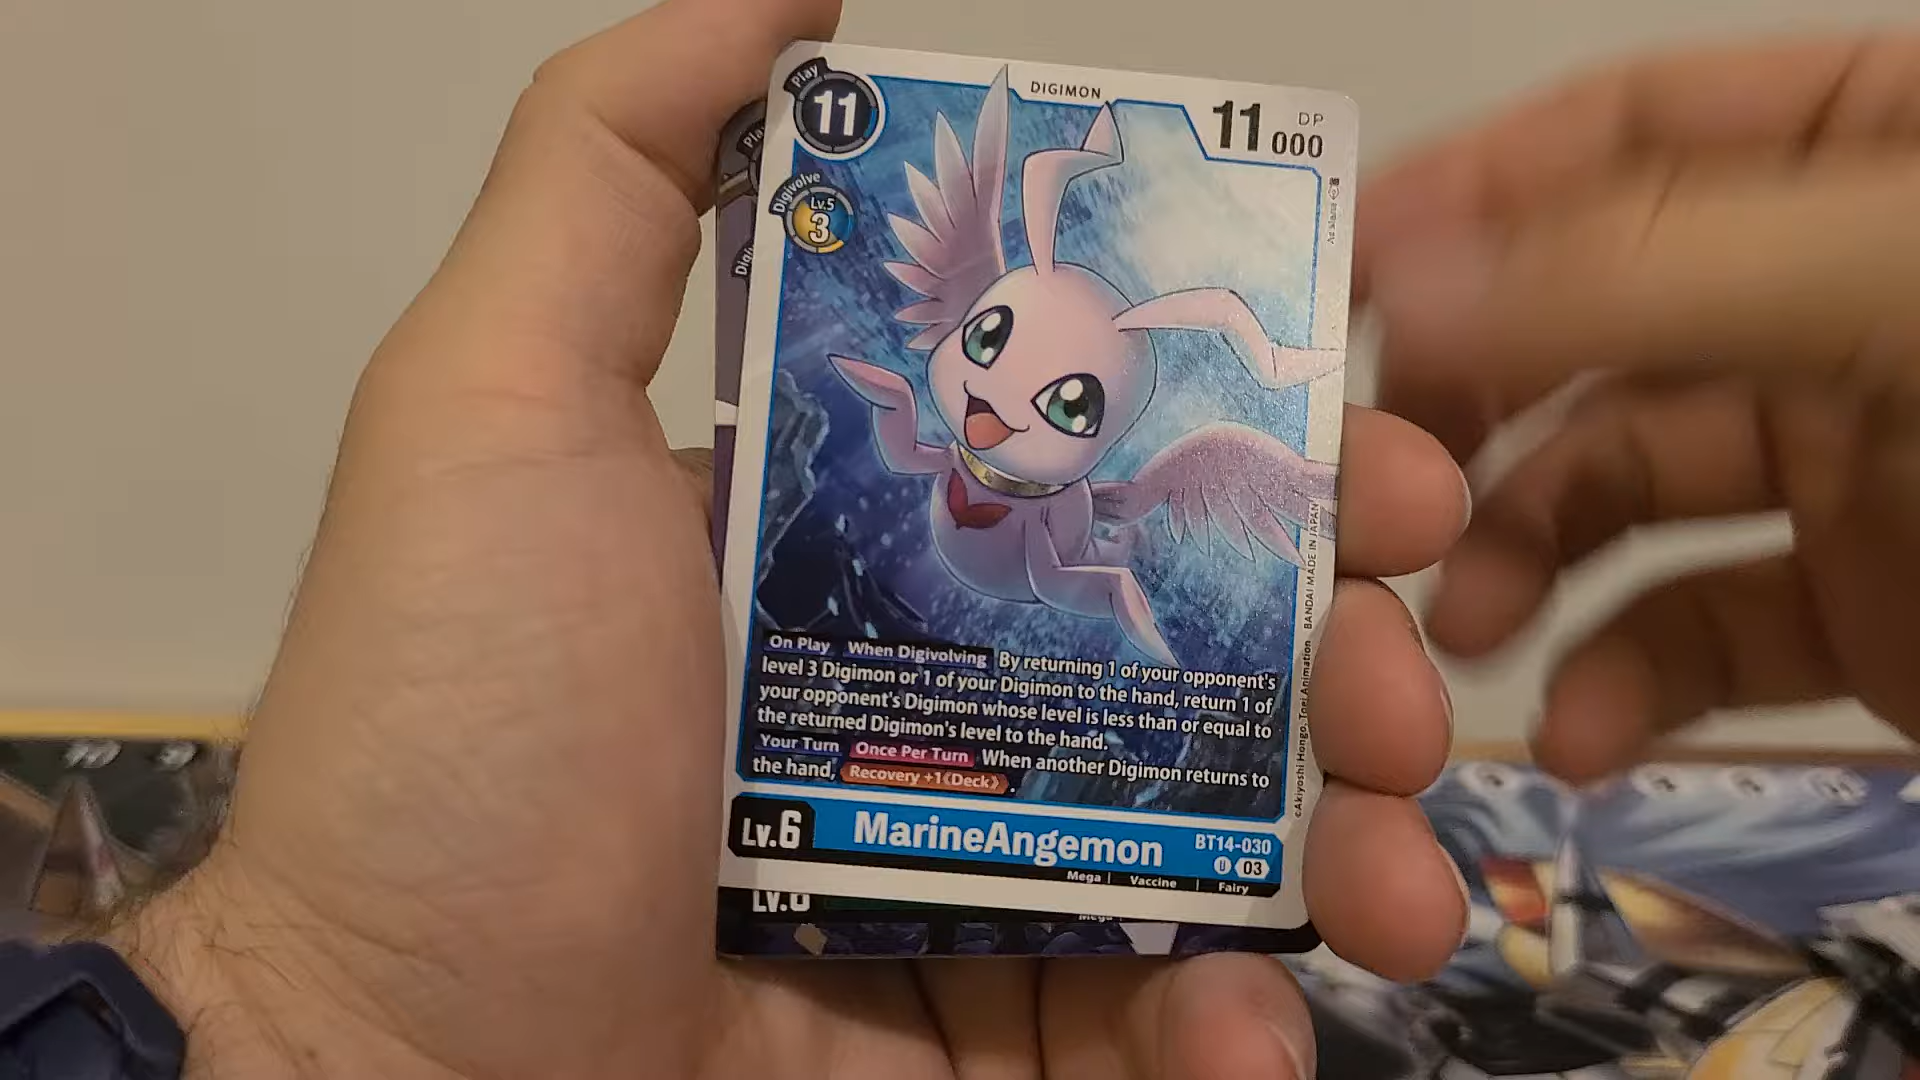 Play
11
DIGIMON
11000
DP
Digivolve
Lv.5
3
On Play When Digivolving By returning 1 of your opponent's
level 3 Digimon or 1 of your Digimon to the hand, return 1 of
your opponent's Digimon whose level is less than or equal to
the returned Digimon's level to the hand.
Your Turn Once Per Turn When another Digimon returns to
the hand, Recovery +1《Deck》.
Lv.6
MarineAngemon
BT14-030
U 03
Mega | Vaccine | Fairy
©Akiyoshi Hongo, Toei Animation BANDAI MADE IN JAPAN
Lv.6
Mega